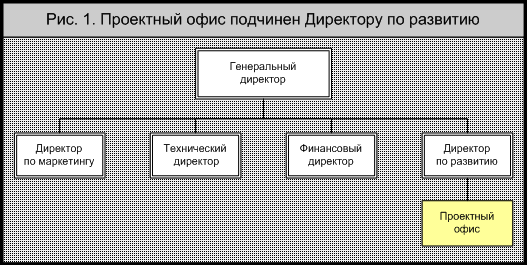 Рис. 1. Проектный офис подчинен Директору по развитию
Генеральный
директор
Директор
по маркетингу
Технический
директор
Финансовый
директор
Директор
по развитию
Проектный
офис